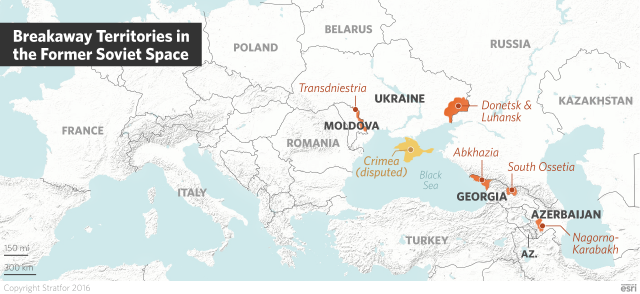 Breakaway Territories in
the Former Soviet Space
BELARUS
RUSSIA
POLAND
Transdniestria
UKRAINE
KAZAKHSTAN
Donetsk &
Luhansk
FRANCE
MOLDOVA
ROMANIA
Crimea
(disputed)
Abkhazia
South Ossetia
Black
Sea
ITALY
GEORGIA
AZERBAIJAN
TURKEY
Nagorno-
Karabakh
AZ.
150 mi
300 km
Copyright Stratfor 2016
esri